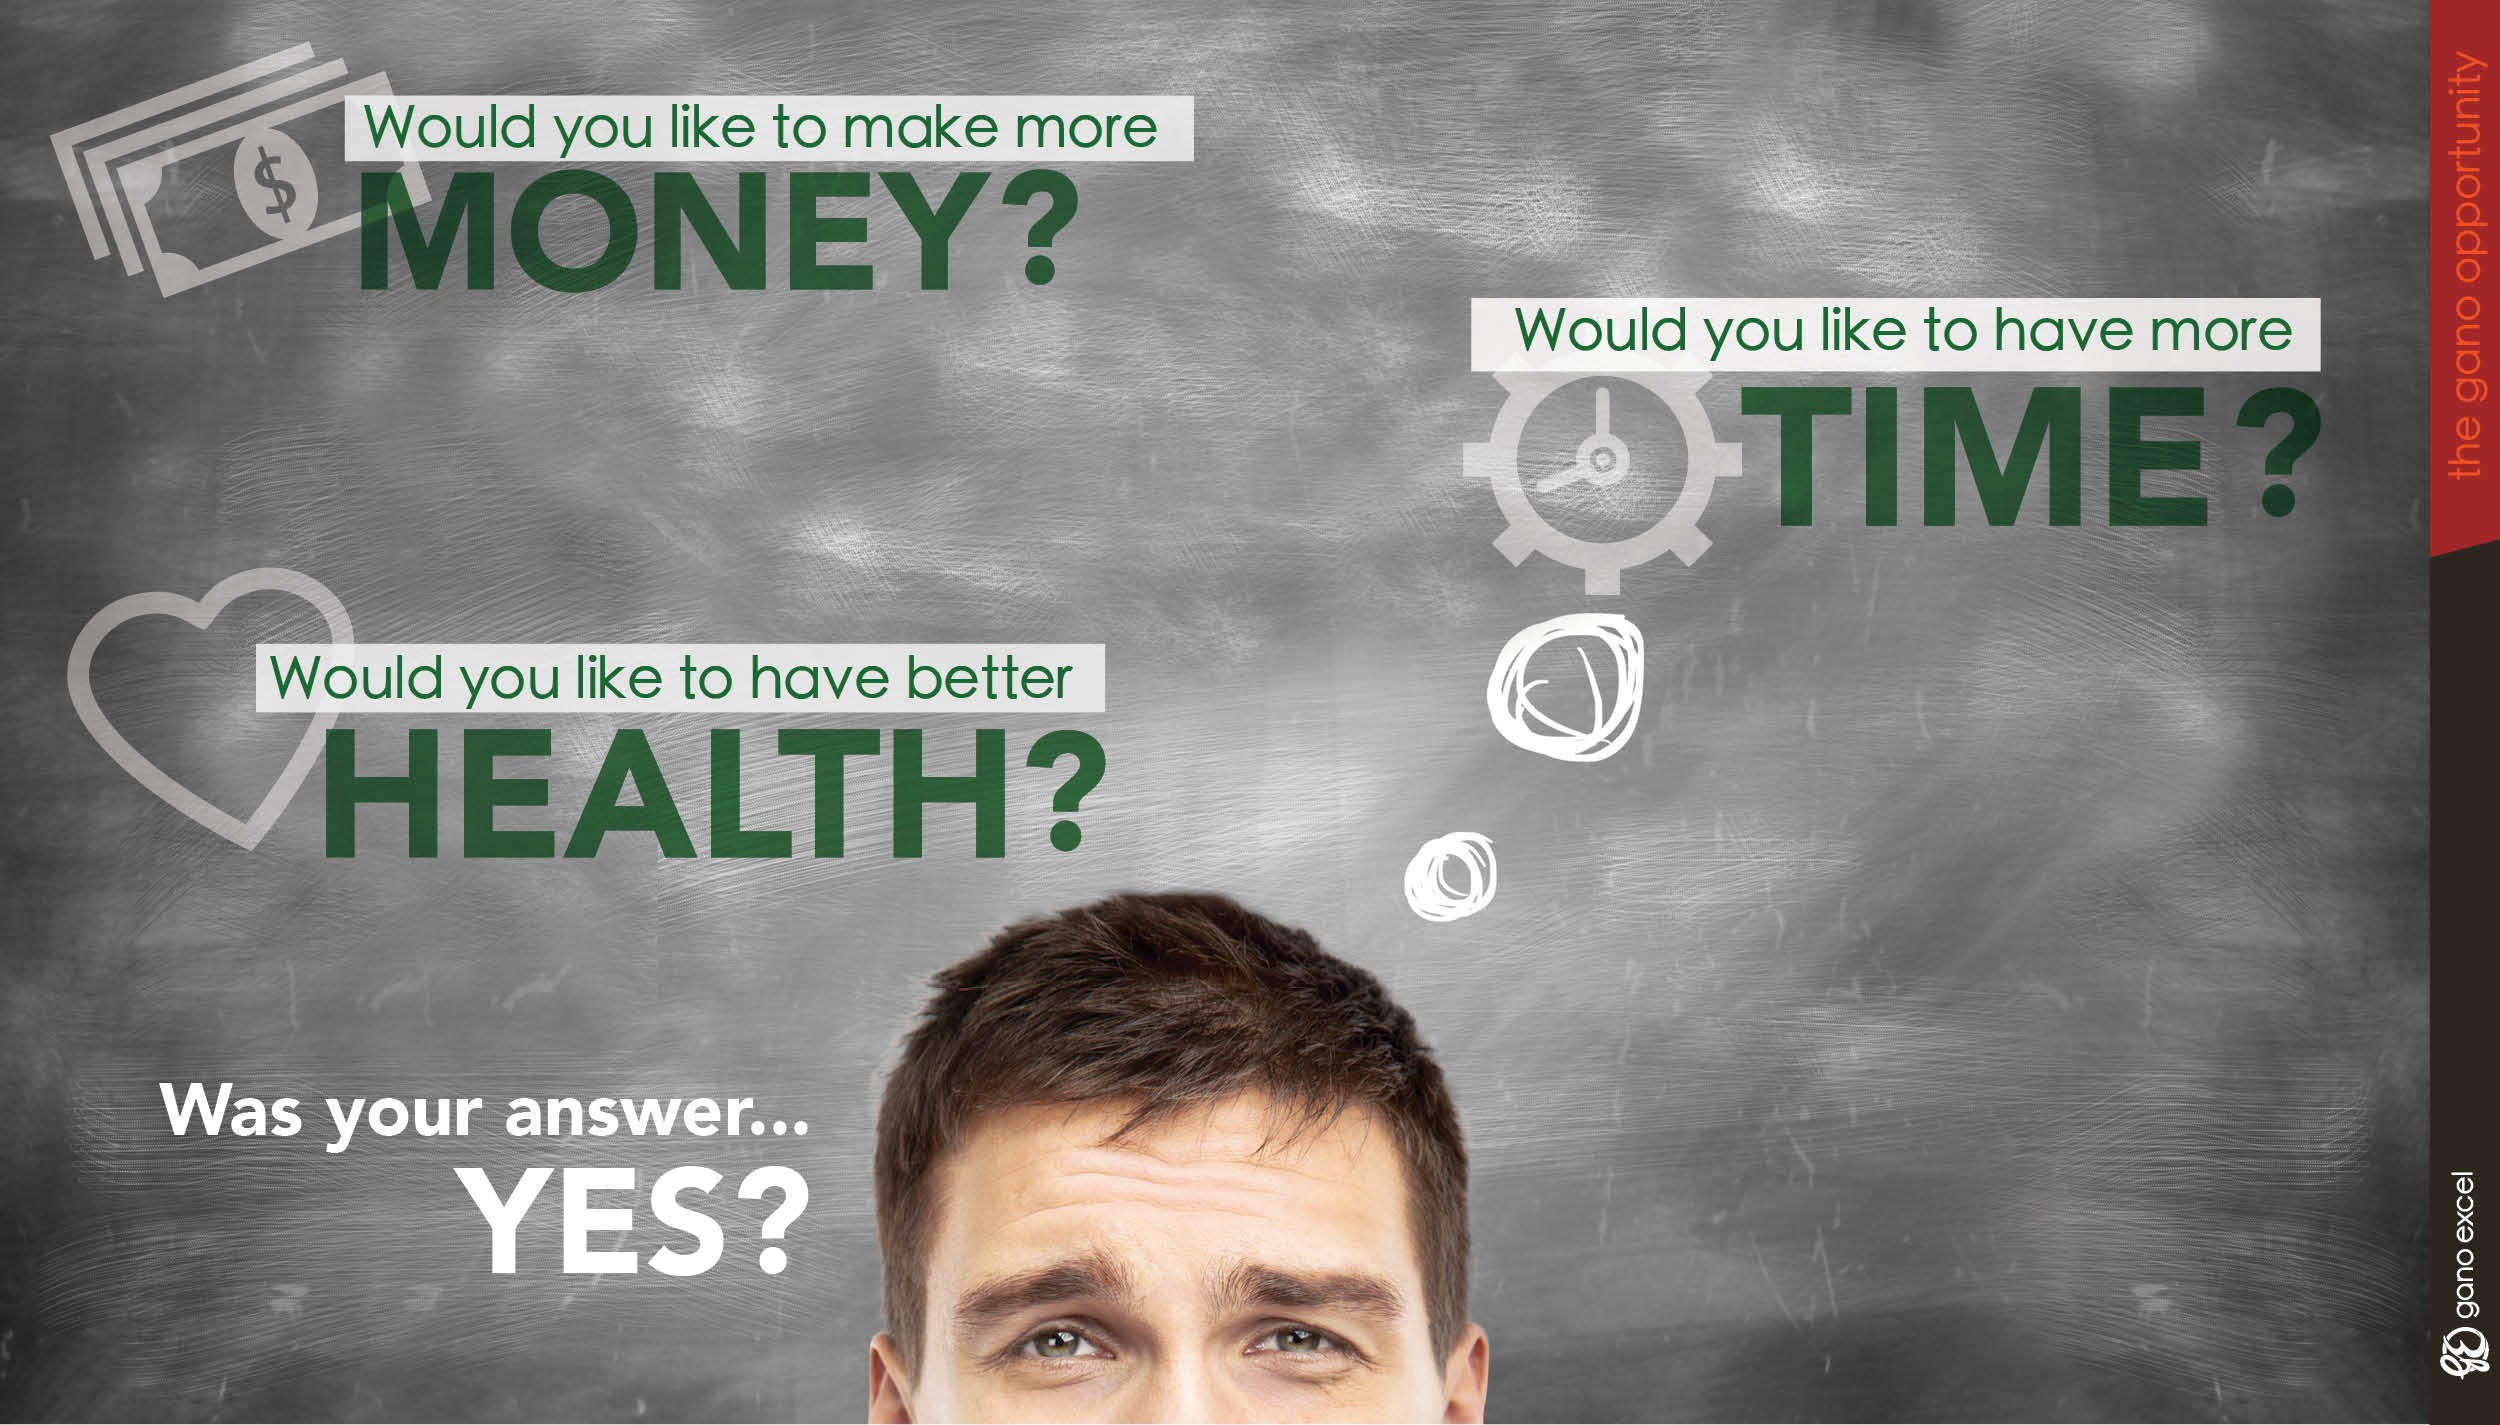 Would you like to make more
MONEY?
Would you like to have more
TIME?
Would you like to have better
HEALTH?
Was your answer...
YES?
the gano opportunity
gano excel
$